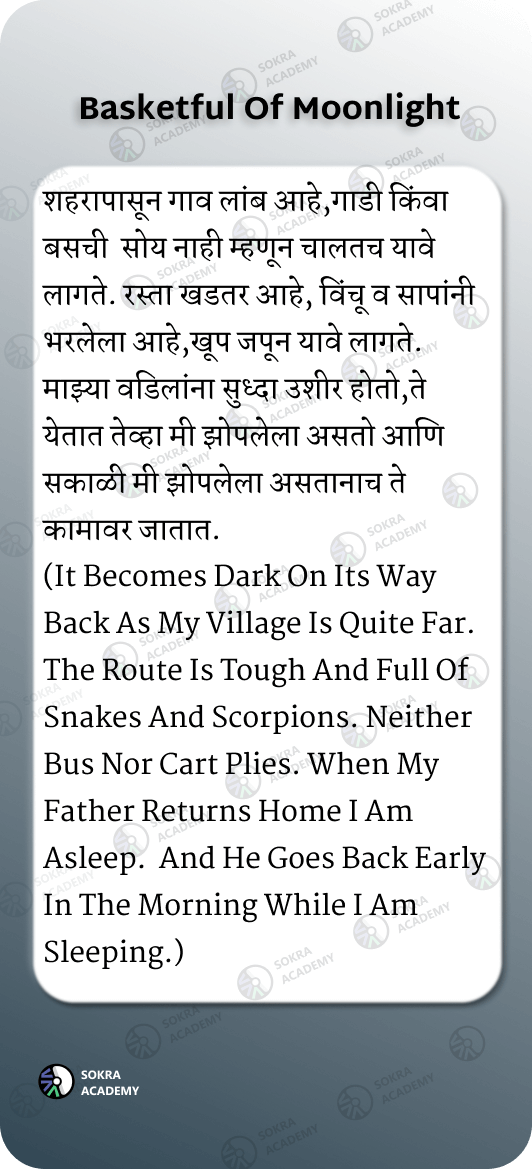 Basketful Of Moonlight
शहरापासून गाव लांब आहे,गाडी किंवा
बसची  सोय नाही म्हणून चालतच यावे
लागते. रस्ता खडतर आहे, विंचू व सापांनी
भरलेला आहे,खूप जपून यावे लागते.
माझ्या वडिलांना सुध्दा उशीर होतो,ते
येतात तेव्हा मी झोपलेला असतो आणि
सकाळी मी झोपलेला असतानाच ते
कामावर जातात.
(It Becomes Dark On Its Way
Back As My Village Is Quite Far.
The Route Is Tough And Full Of
Snakes And Scorpions. Neither
Bus Nor Cart Plies. When My
Father Returns Home I Am
Asleep.  And He Goes Back Early
In The Morning While I Am
Sleeping.)
SOKRA
ACADEMY